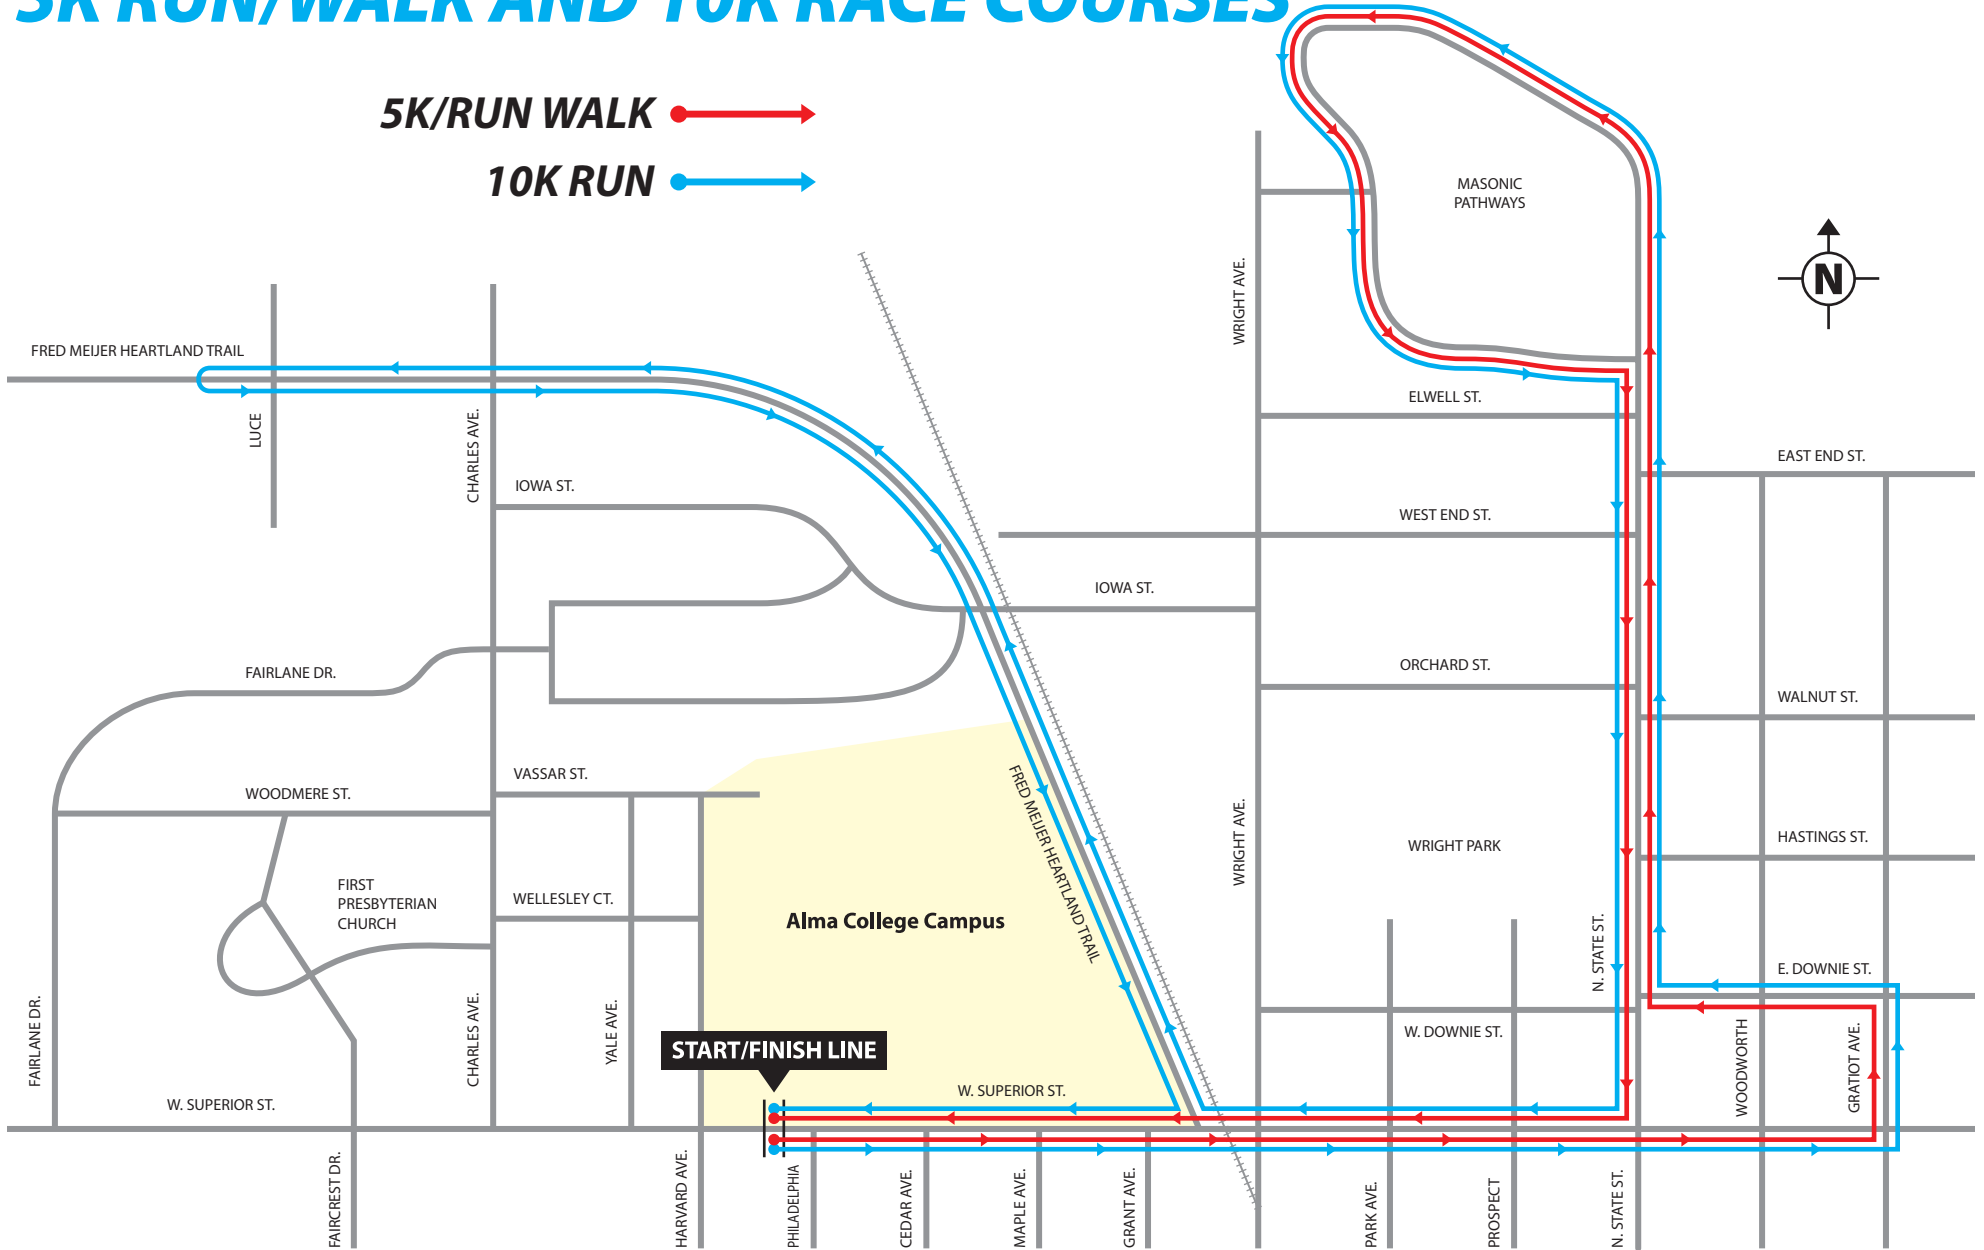 5K RUN/WALK AND 10K RACE COURSES
5K/RUN WALK
10K RUN
MASONIC
PATHWAYS
N
WRIGHT AVE.
FRED MEIJER HEARTLAND TRAIL
LUCE
CHARLES AVE.
ELWELL ST.
EAST END ST.
IOWA ST.
WEST END ST.
IOWA ST.
FAIRLANE DR.
ORCHARD ST.
WALNUT ST.
VASSAR ST.
WOODMERE ST.
FRED MEIJER HEARTLAND TRAIL
WRIGHT AVE.
WRIGHT PARK
HASTINGS ST.
FIRST
PRESBYTERIAN
CHURCH
WELLESLEY CT.
Alma College Campus
N. STATE ST.
E. DOWNIE ST.
FAIRLANE DR.
CHARLES AVE.
YALE AVE.
START/FINISH LINE
W. DOWNIE ST.
WOODWORTH
GRATIOT AVE.
W. SUPERIOR ST.
W. SUPERIOR ST.
FAIRCREST DR.
HARVARD AVE.
PHILADELPHIA
CEDAR AVE.
MAPLE AVE.
GRANT AVE.
PARK AVE.
PROSPECT
N. STATE ST.